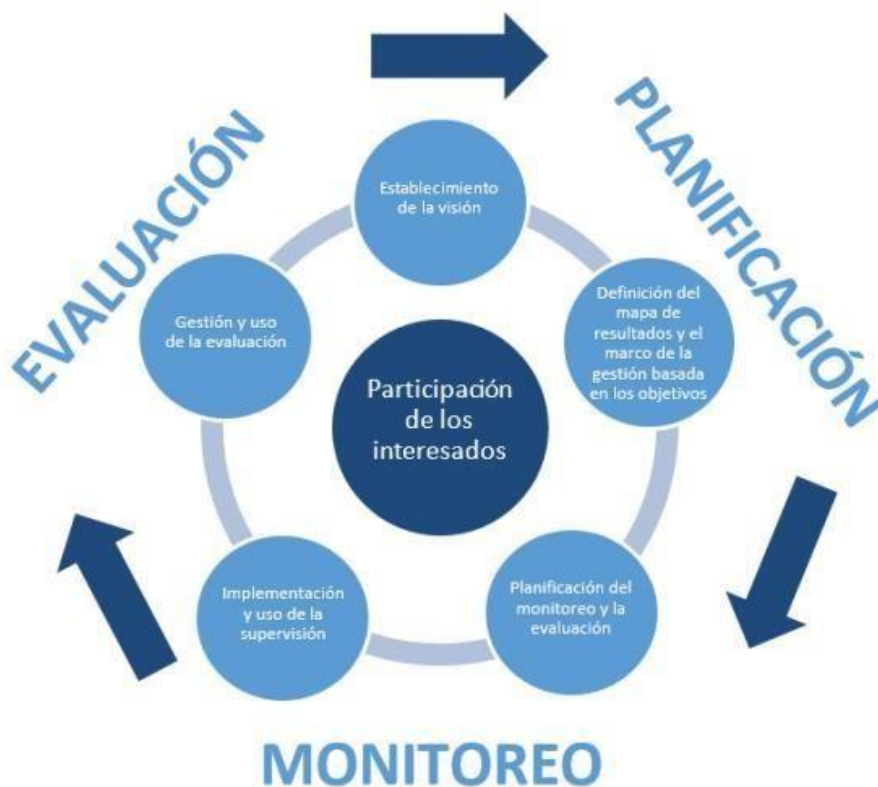 EVALUACIÓN
PLANIFICACIÓN
Establecimiento
de la visión
Definición del
mapa de
resultados y el
marco de la
gestión basada
en los objetivos
Gestión y uso
de la evaluación
Participación
de los
interesados
Planificación del
monitoreo y la
evaluación
Implementación
y uso de la
supervisión
MONITOREO